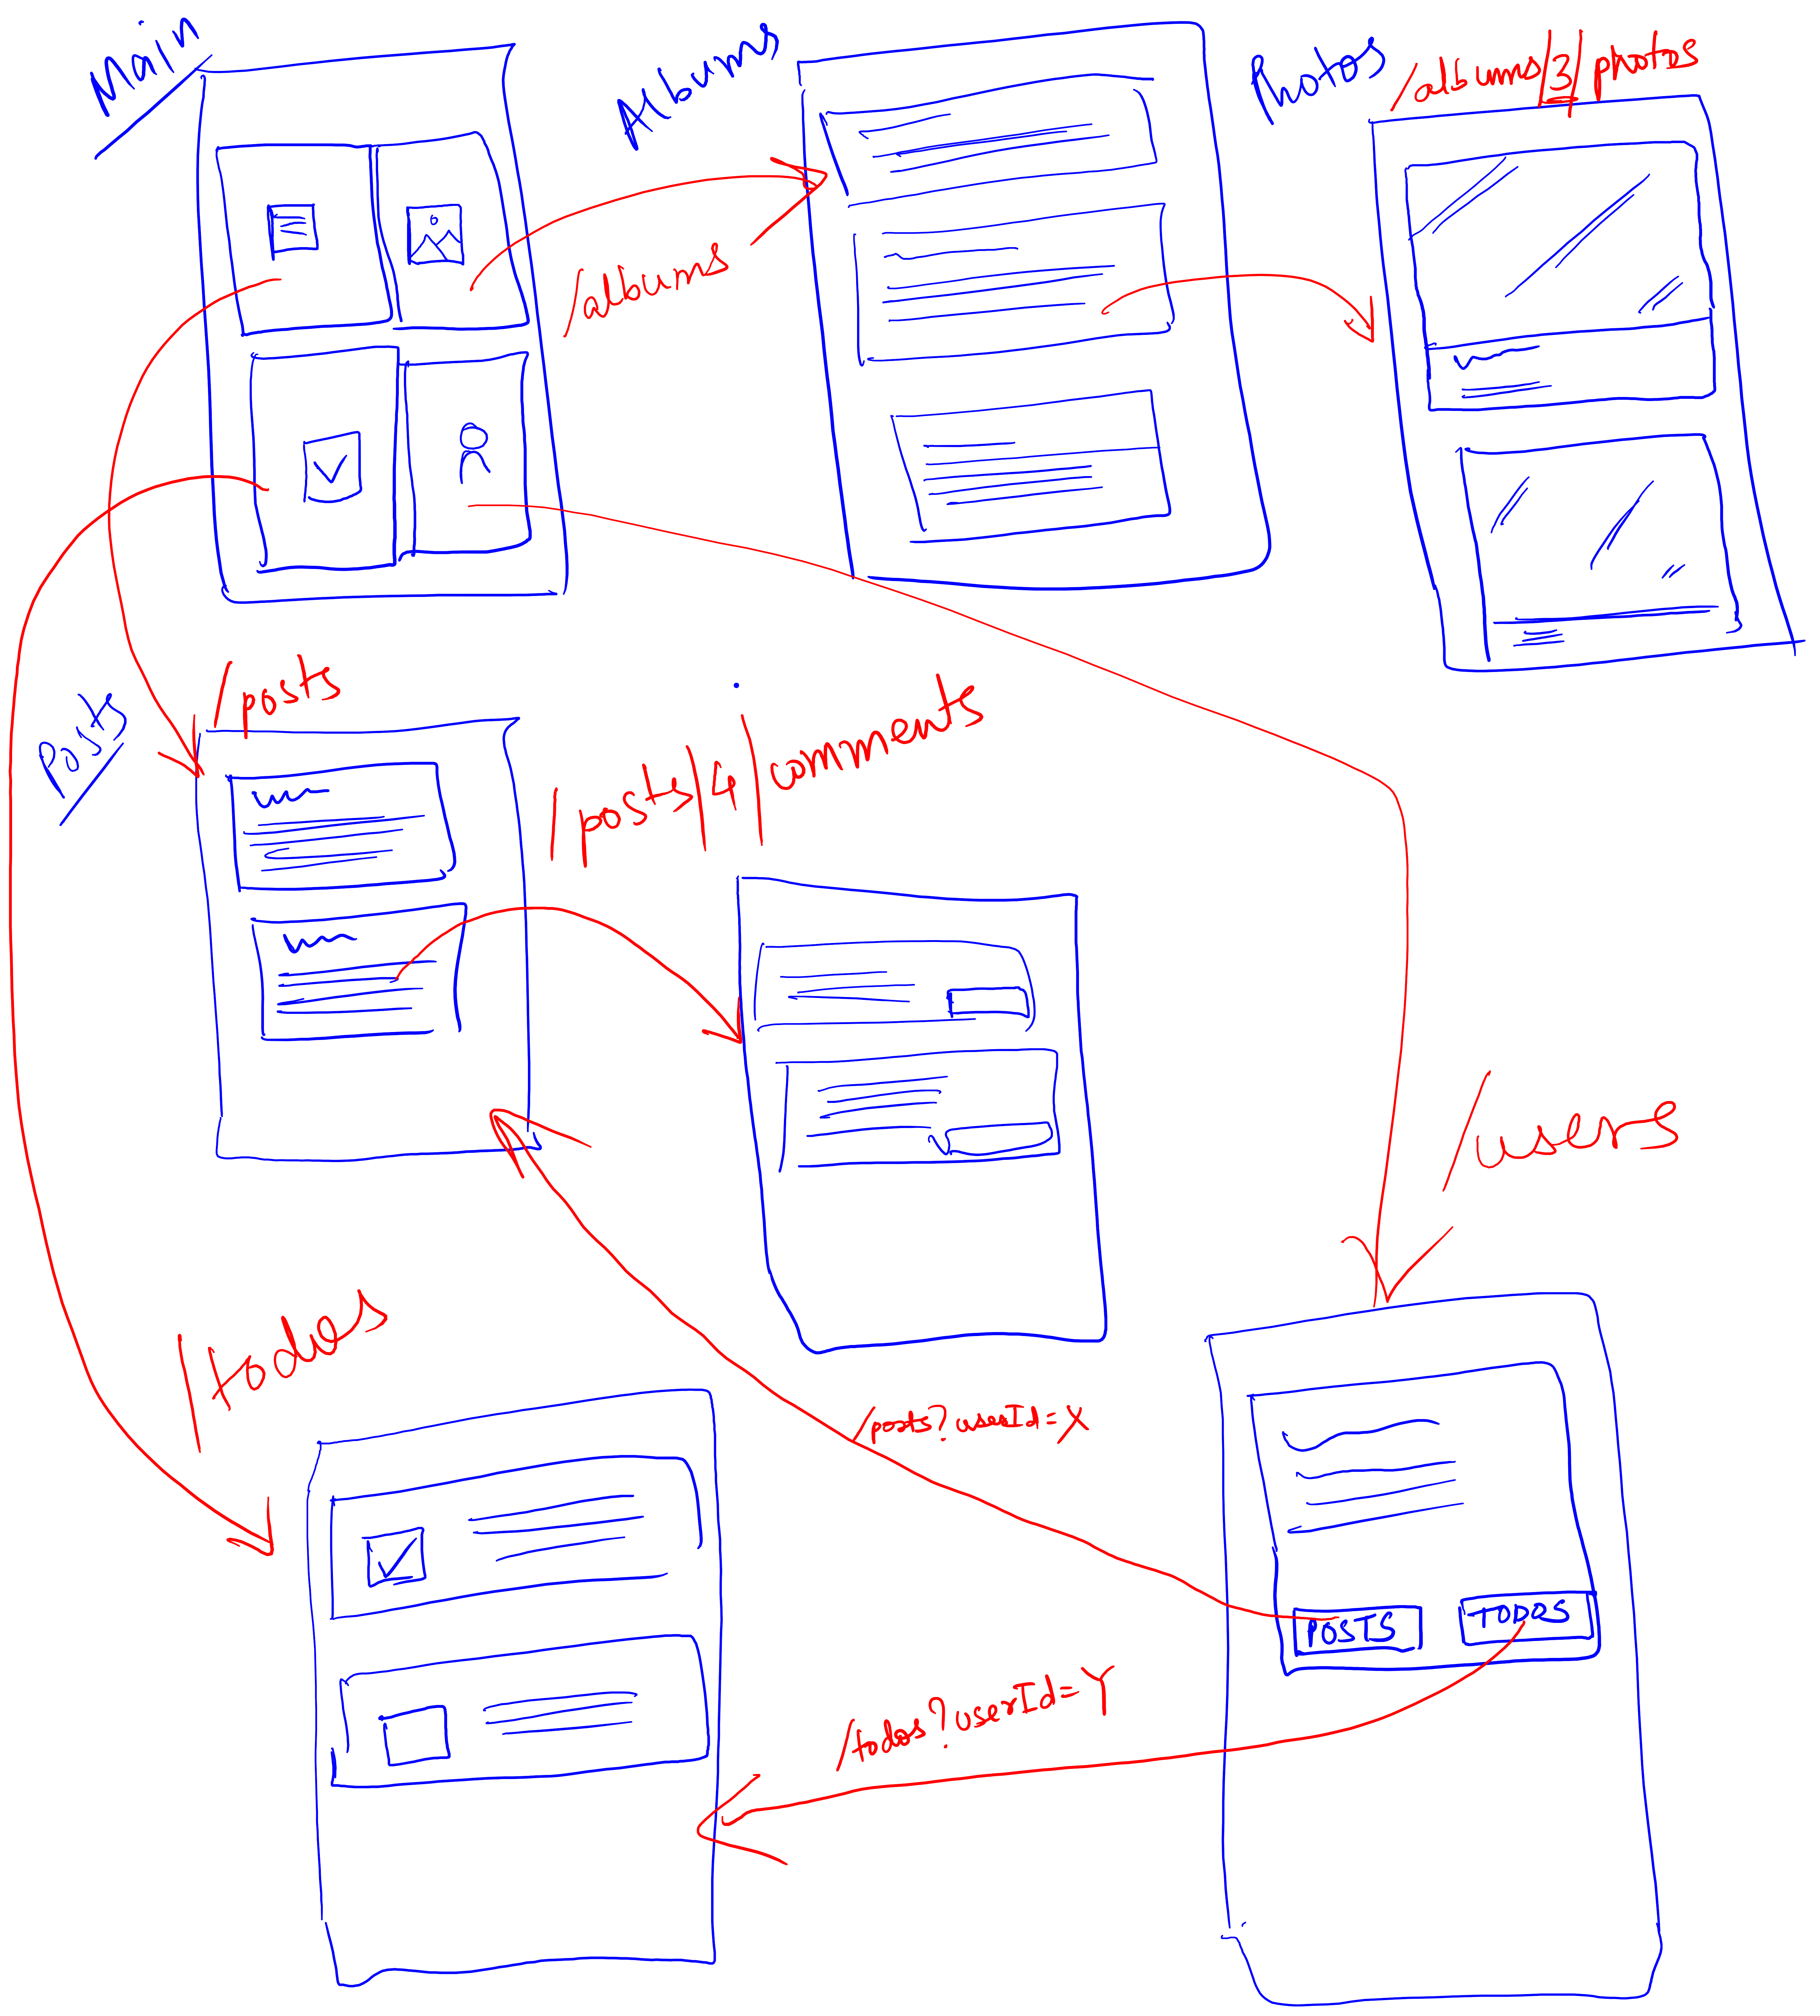 Main
Albums
Photos
/albums/3/photos
/albums
Posts
/posts
/posts/4/comments
/users
/todos
/posts?userId=X
POSTS
TODOS
/todos?userId=Y